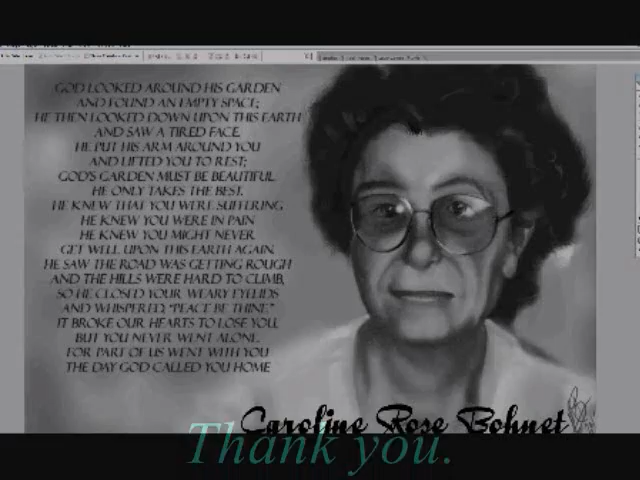 GOD LOOKED AROUND HIS GARDEN
AND FOUND AN EMPTY SPACE;
HE THEN LOOKED DOWN UPON THIS EARTH
AND SAW A TIRED FACE.
HE PUT HIS ARM AROUND YOU
AND LIFTED YOU TO REST;
GOD'S GARDEN MUST BE BEAUTIFUL
HE ONLY TAKES THE BEST.
HE KNEW THAT YOU WERE SUFFERING
HE KNEW YOU WERE IN PAIN
HE KNEW YOU MIGHT NEVER
GET WELL UPON THIS EARTH AGAIN.
HE SAW THE ROAD WAS GETTING ROUGH
AND THE HILLS WERE HARD TO CLIMB,
SO HE CLOSED YOUR WEARY EYELIDS
AND WHISPERED, "PEACE BE THINE."
IT BROKE OUR HEARTS TO LOSE YOU,
BUT YOU NEVER WENT ALONE.
FOR PART OF US WENT WITH YOU
THE DAY GOD CALLED YOU HOME
Caroline Rose Bohnet
Thank you.